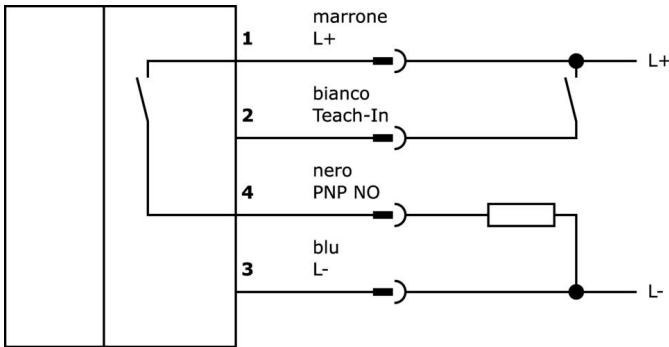 marrone
1 L+ L+
bianco
2 Teach-In
nero
4 PNP NO
blu
3 L- L-